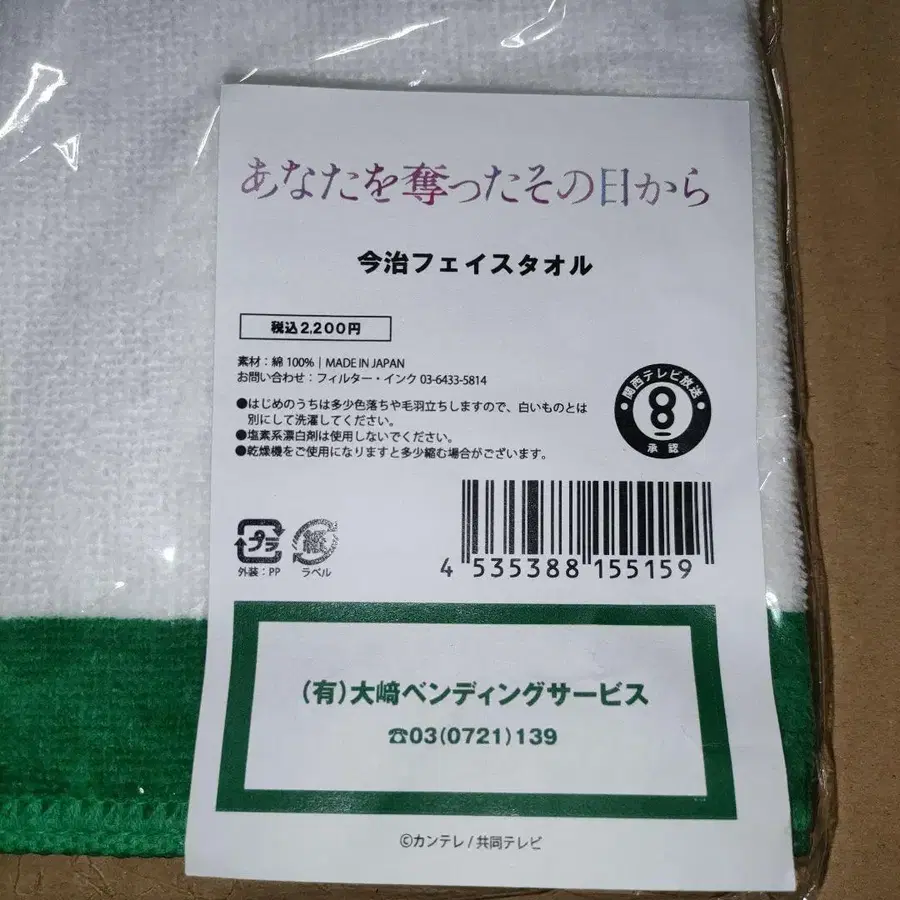 あなたを奪ったその日から
今治フェイスタオル
税込2,200円
素材：綿 100%｜MADE IN JAPAN
お問い合わせ：フィルター・インク 03-6433-5814
●はじめのうちは多少色落ちや毛羽立ちしますので、白いものとは
別にして洗濯してください。
●塩素系漂白剤は使用しないでください。
●乾燥機をご使用になりますと多少縮む場合がございます。
関西テレビ放送
8
承認
プラ
紙
外装：PP
ラベル
4 535388 155159
(有)大﨑ベンディングサービス
☎03(0721)139
©カンテレ/共同テレビ